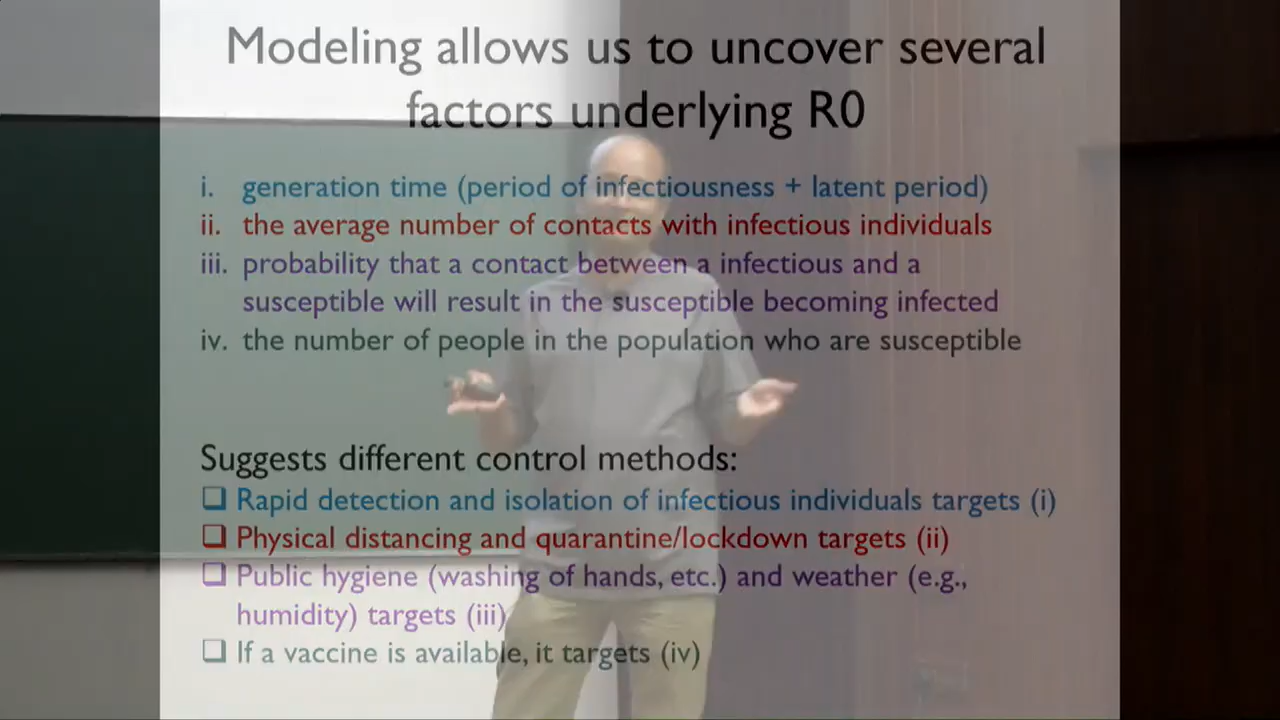 Modeling allows us to uncover several
factors underlying R0
i. generation time (period of infectiousness + latent period)
ii. the average number of contacts with infectious individuals
iii. probability that a contact between a infectious and a
susceptible will result in the susceptible becoming infected
iv. the number of people in the population who are susceptible
Suggests different control methods:
❑ Rapid detection and isolation of infectious individuals targets (i)
❑ Physical distancing and quarantine/lockdown targets (ii)
❑ Public hygiene (washing of hands, etc.) and weather (e.g.,
humidity) targets (iii)
❑ If a vaccine is available, it targets (iv)